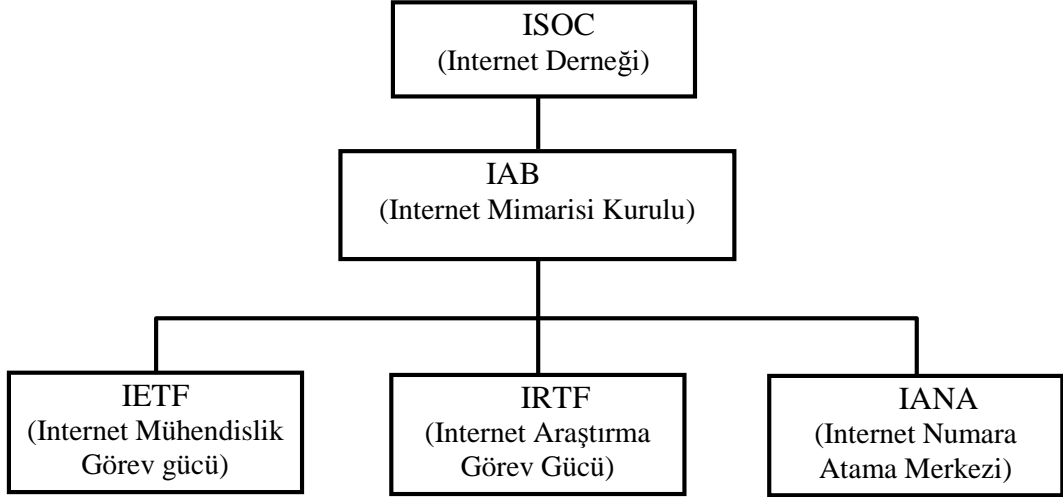 ISOC
(Internet Derneği)
IAB
(Internet Mimarisi Kurulu)
IETF
(Internet Mühendislik
Görev gücü)
IRTF
(Internet Araştırma
Görev Gücü)
IANA
(Internet Numara
Atama Merkezi)